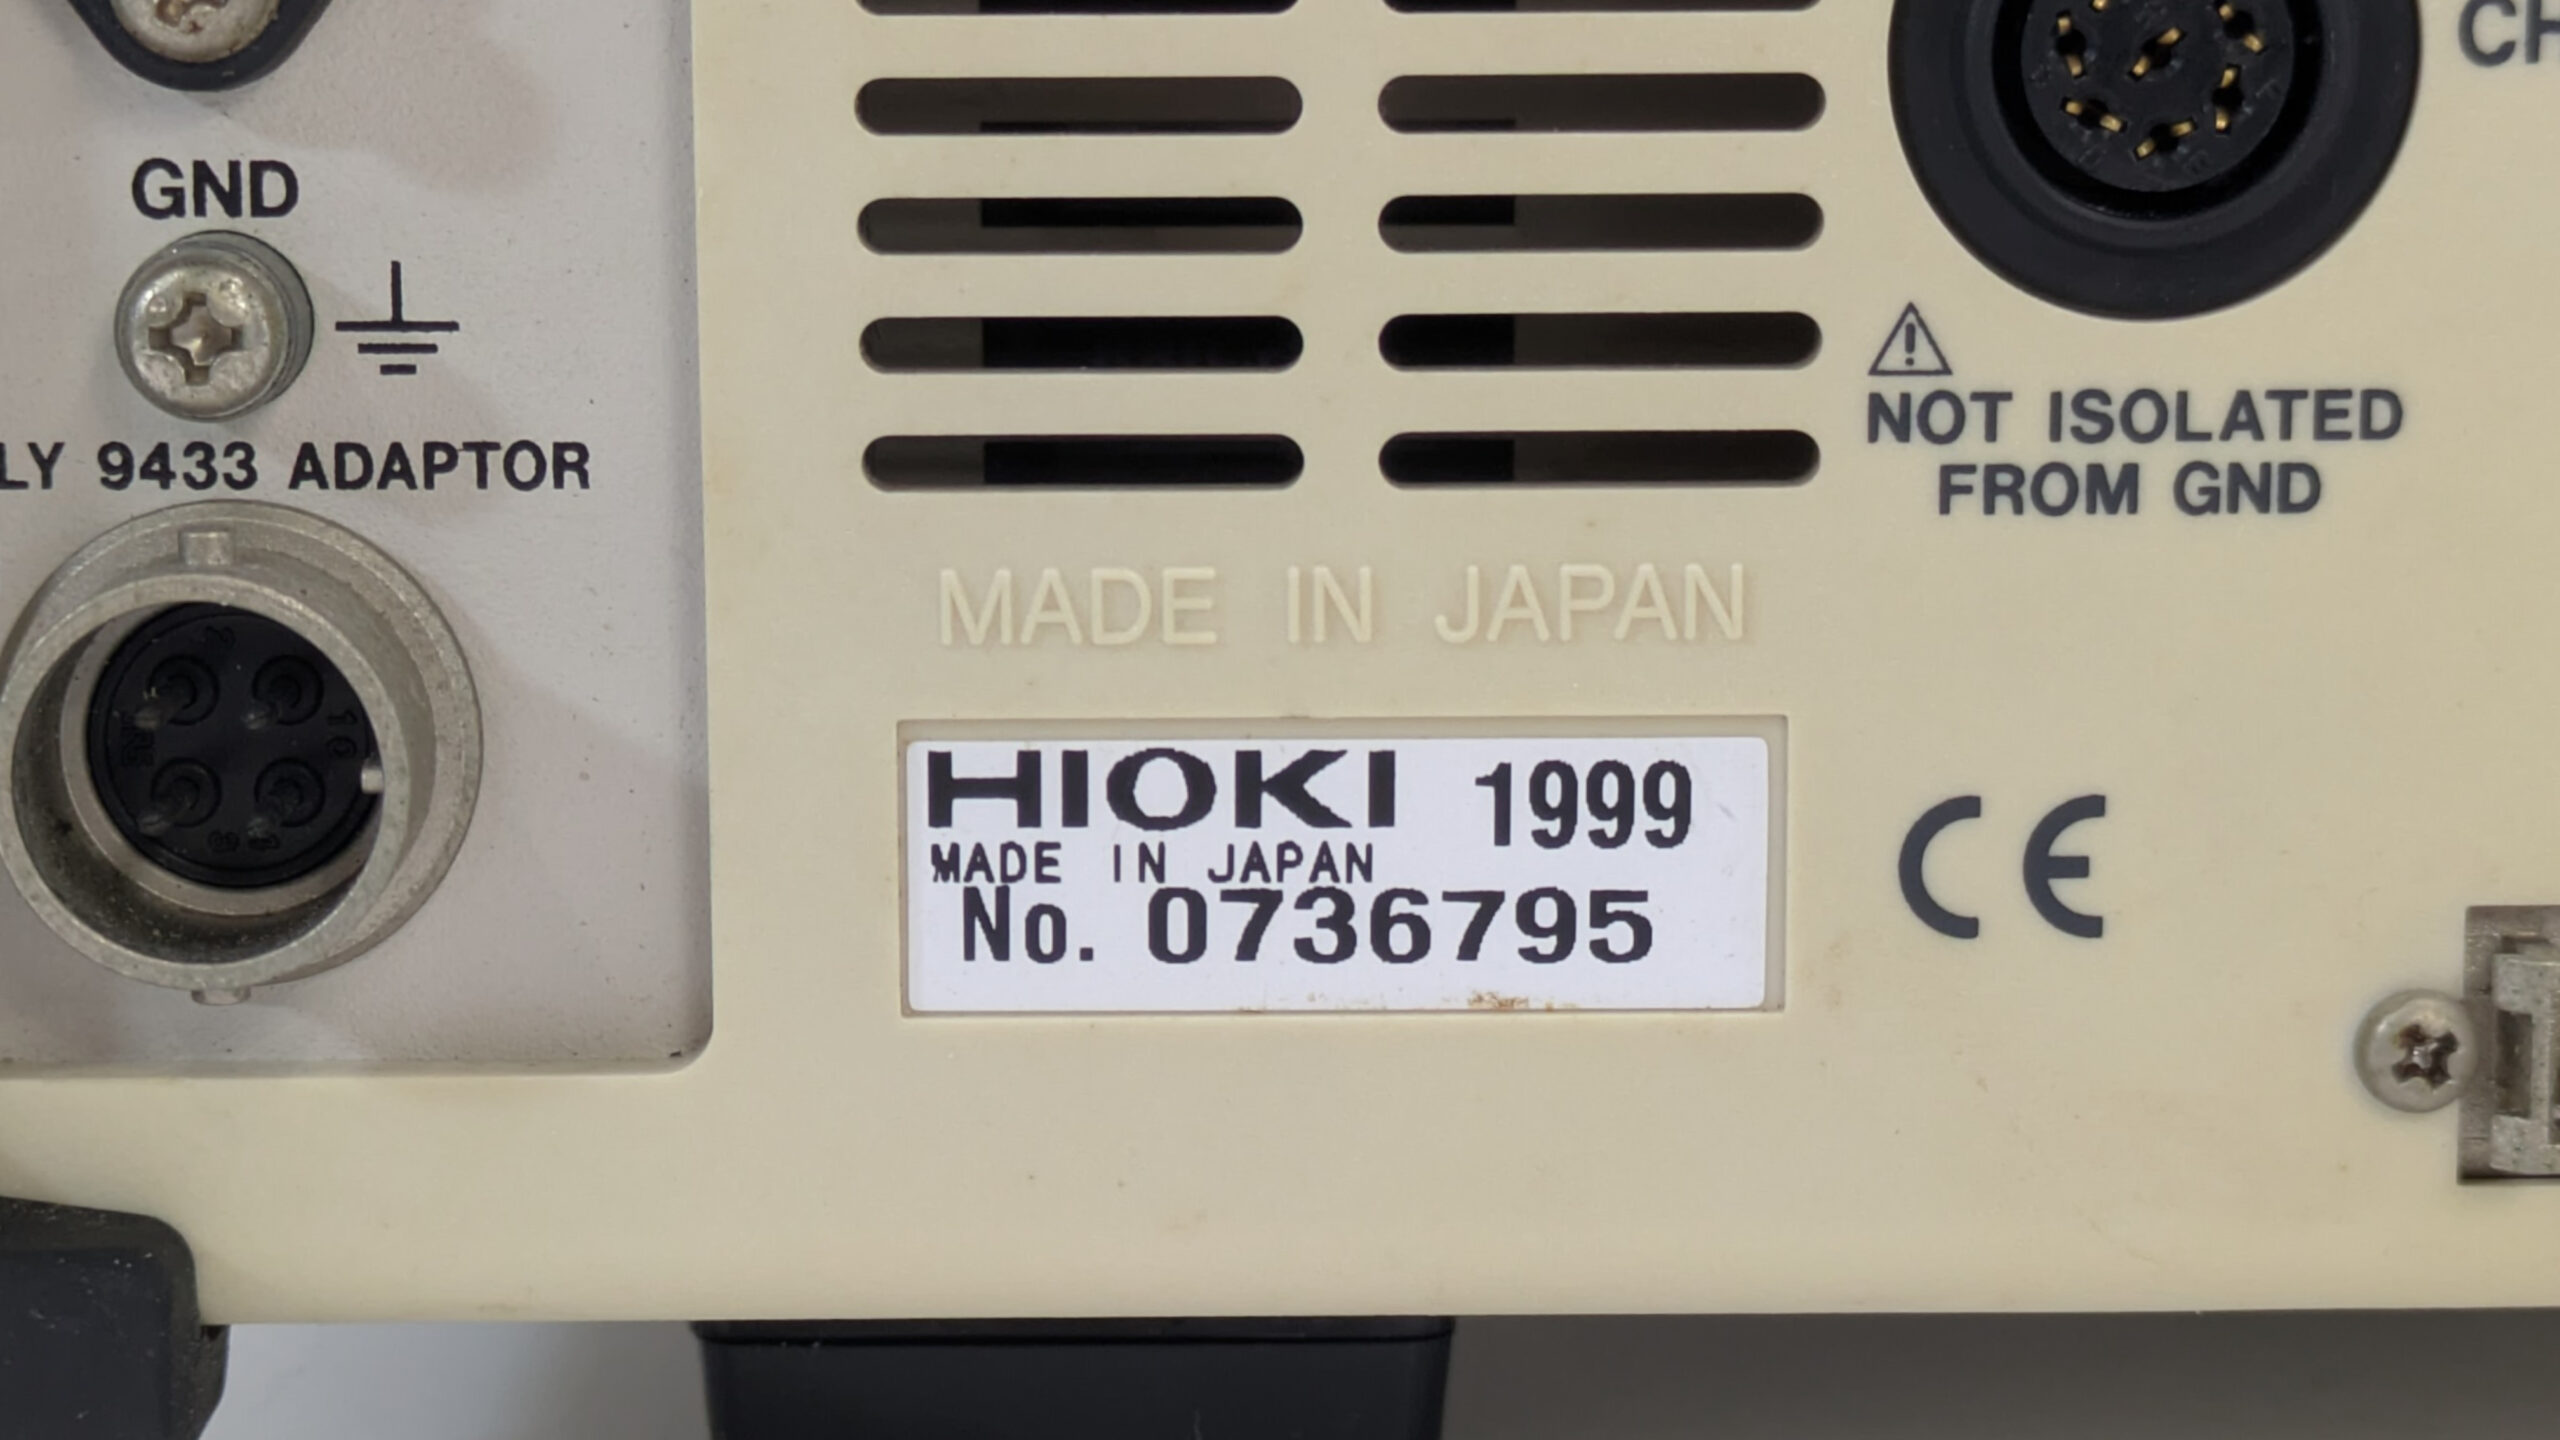 CH
GND
LY 9433 ADAPTOR
NOT ISOLATED
FROM GND
MADE IN JAPAN
HIOKI 1999
MADE IN JAPAN
No. 0736795
CE